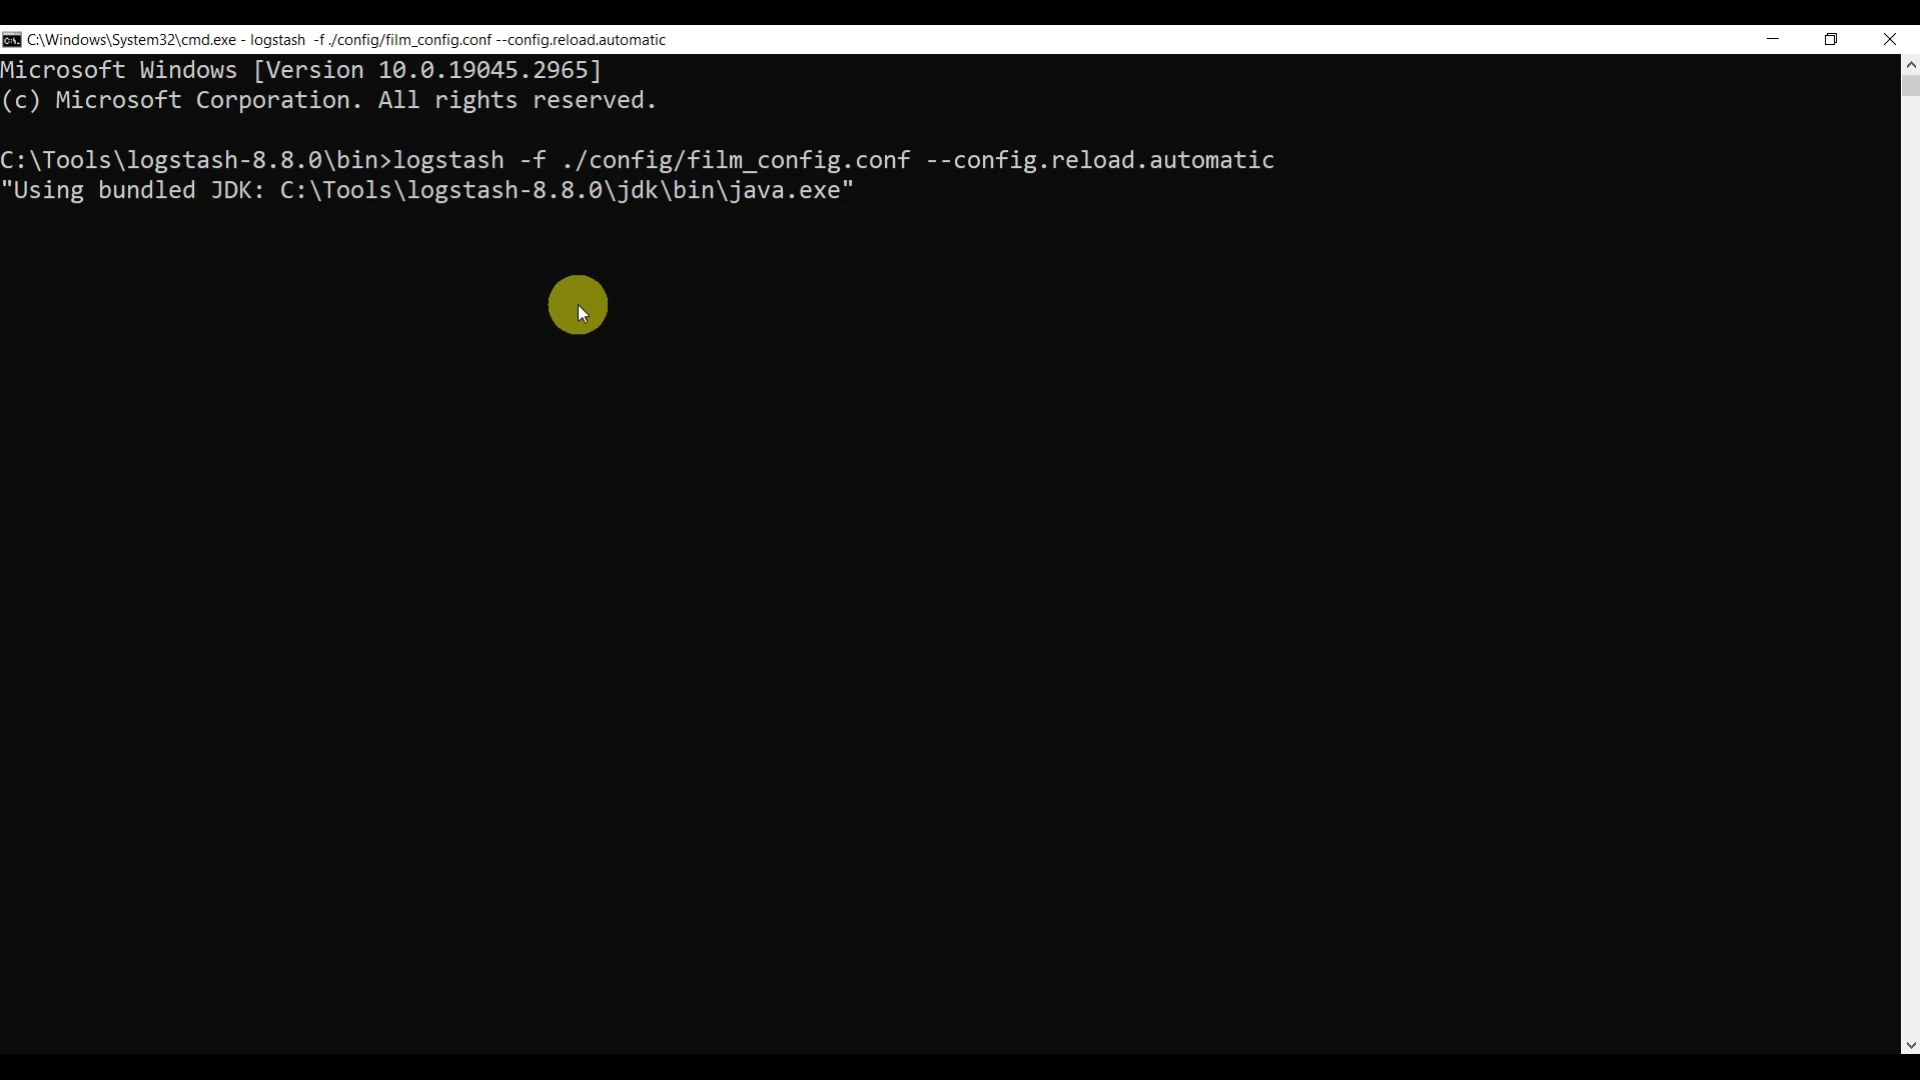 C:\Windows\System32\cmd.exe - logstash  -f ./config/film_config.conf --config.reload.automatic
Microsoft Windows [Version 10.0.19045.2965]
(c) Microsoft Corporation. All rights reserved.
C:\Tools\logstash-8.8.0\bin>logstash -f ./config/film_config.conf --config.reload.automatic
"Using bundled JDK: C:\Tools\logstash-8.8.0\jdk\bin\java.exe"